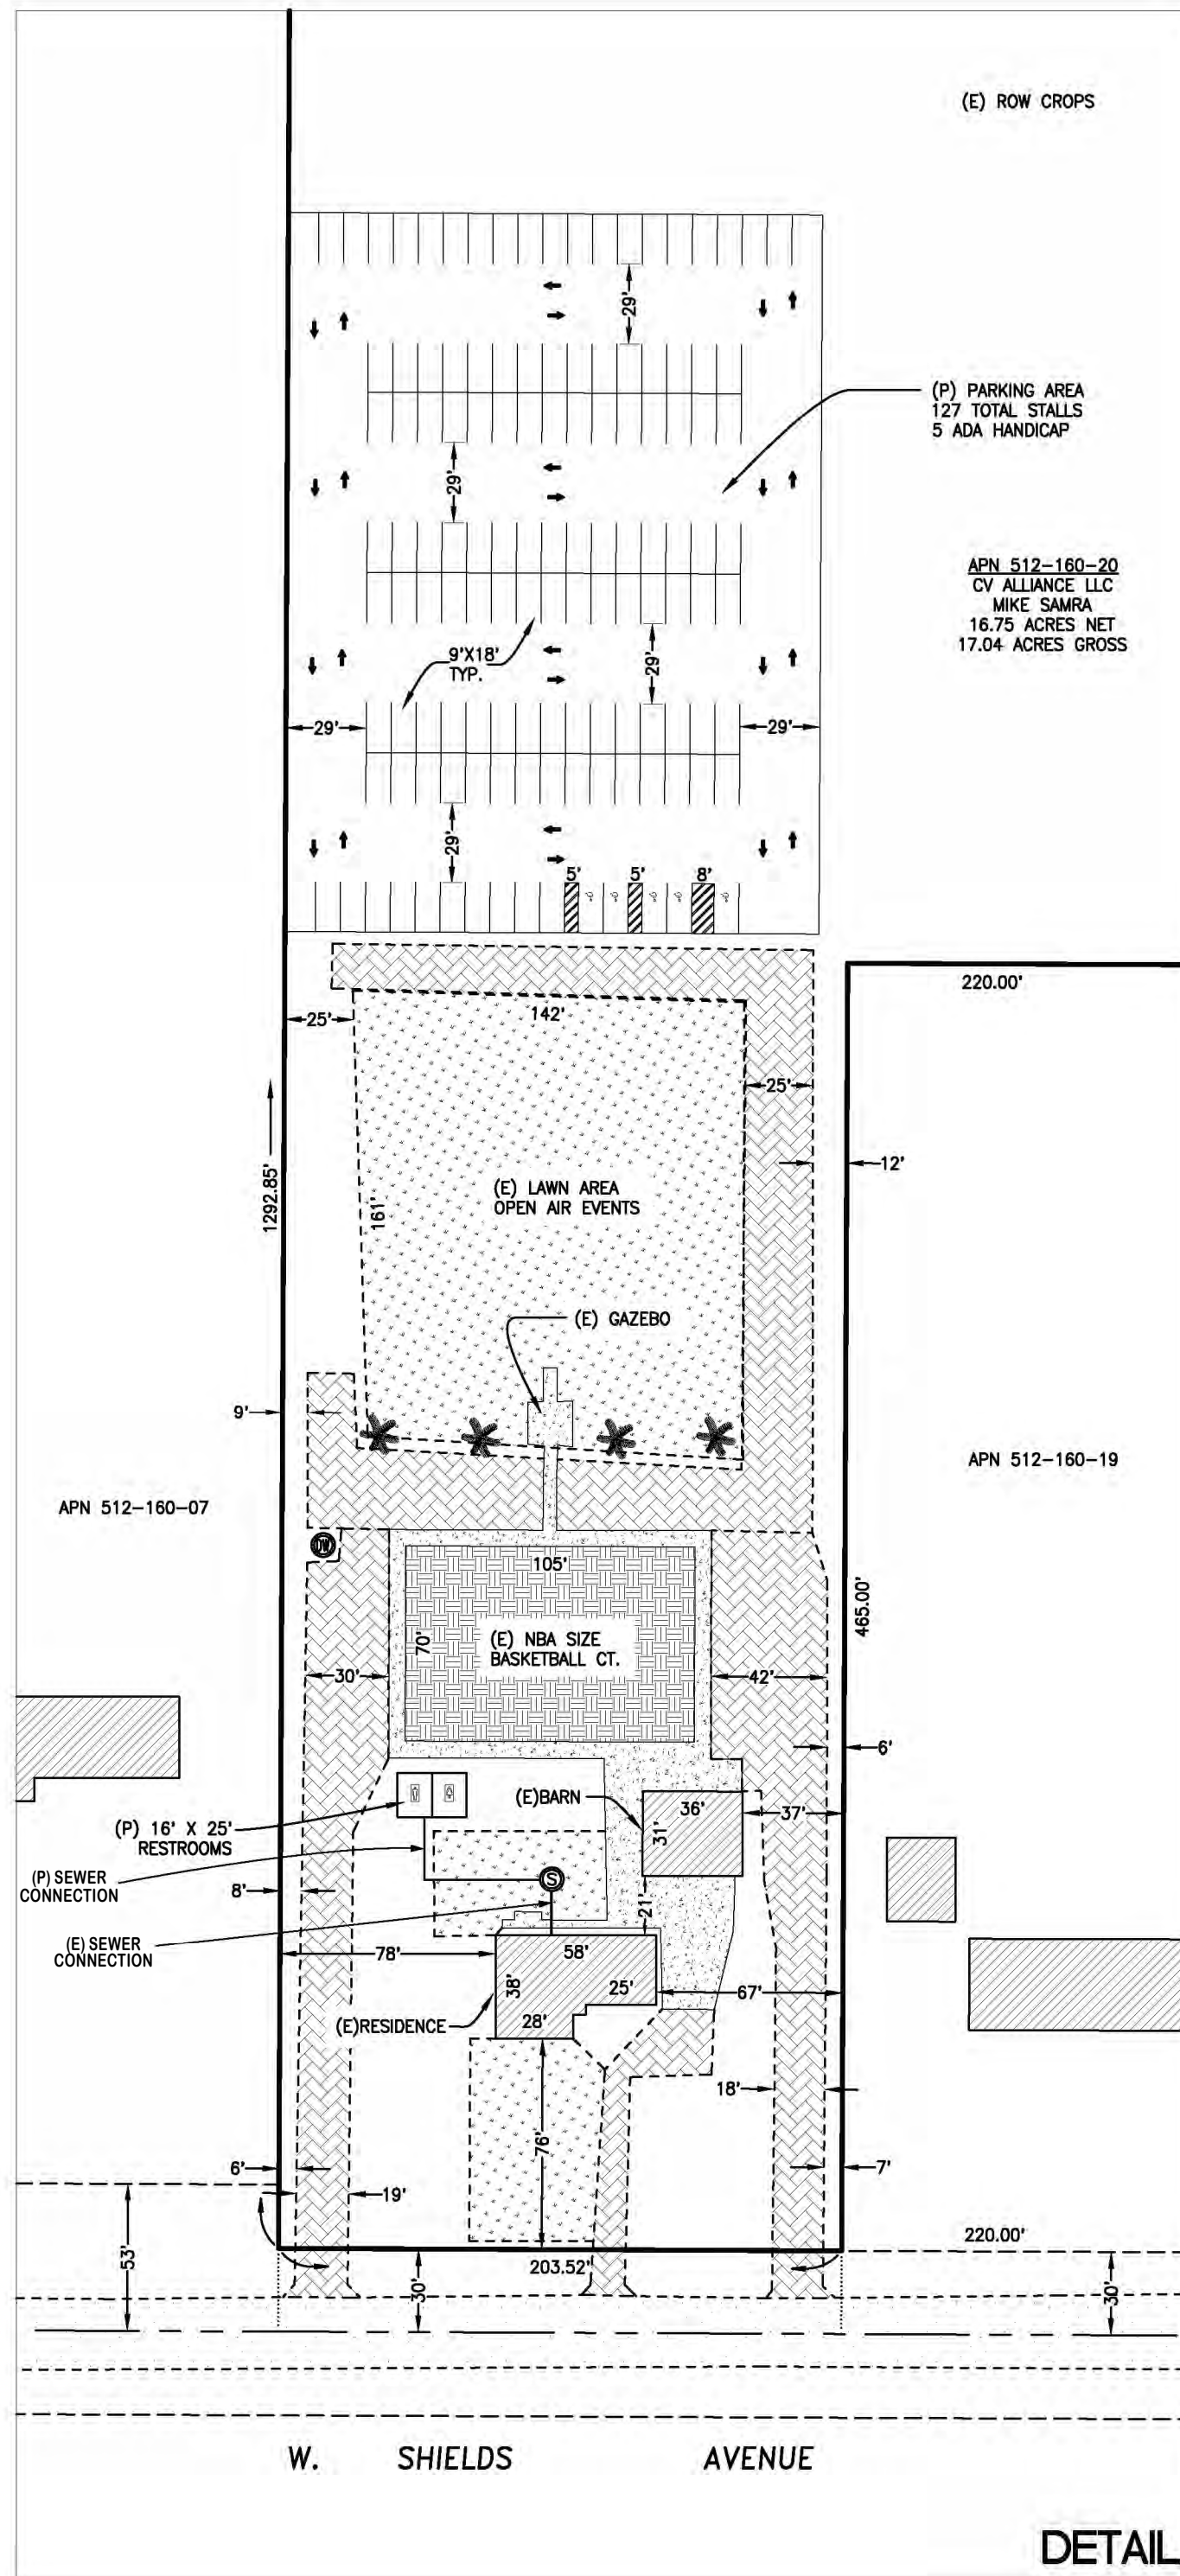 (E) ROW CROPS
29'
(P) PARKING AREA
127 TOTAL STALLS
5 ADA HANDICAP
29'
APN 512-160-20
CV ALLIANCE LLC
MIKE SAMRA
16.75 ACRES NET
17.04 ACRES GROSS
9'X18'
TYP.
29'
29'
29'
29'
5'
5'
8'
220.00'
142'
25'
25'
12'
1292.85'
161'
(E) LAWN AREA
OPEN AIR EVENTS
(E) GAZEBO
9'
APN 512-160-19
APN 512-160-07
DW
105'
465.00'
70'
(E) NBA SIZE
BASKETBALL CT.
30'
42'
6'
(E)BARN
36'
37'
31'
(P) 16' X 25'
RESTROOMS
(P) SEWER
CONNECTION
S
8'
21'
(E) SEWER
CONNECTION
78'
58'
38'
25'
67'
(E)RESIDENCE
28'
18'
76'
6'
7'
19'
53'
203.52'
220.00'
30'
30'
W. SHIELDS AVENUE
DETAIL